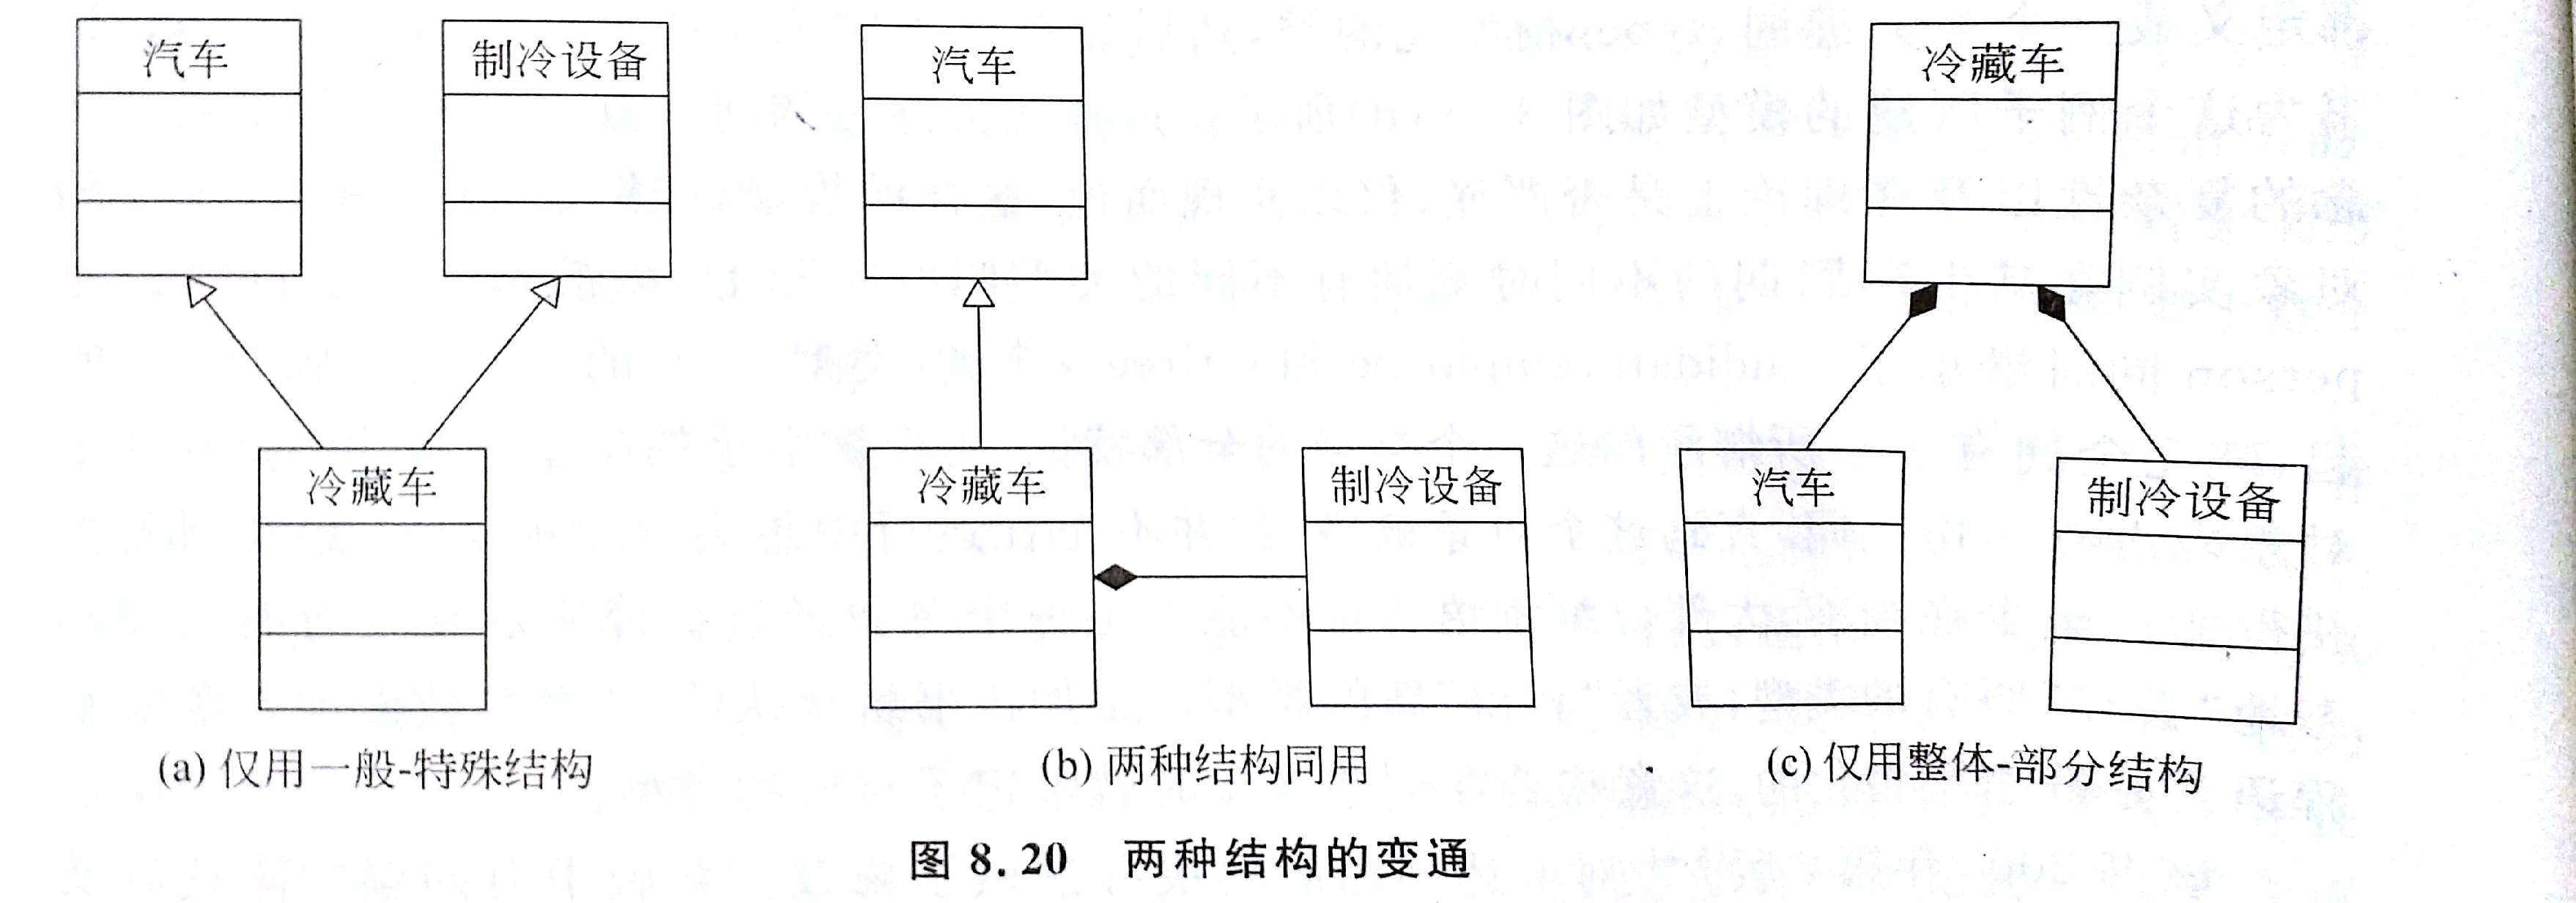 汽车
制冷设备
冷藏车
(a) 仅用一般-特殊结构
汽车
冷藏车
制冷设备
(b) 两种结构同用
冷藏车
汽车
制冷设备
(c) 仅用整体-部分结构
图 8.20 两种结构的变通